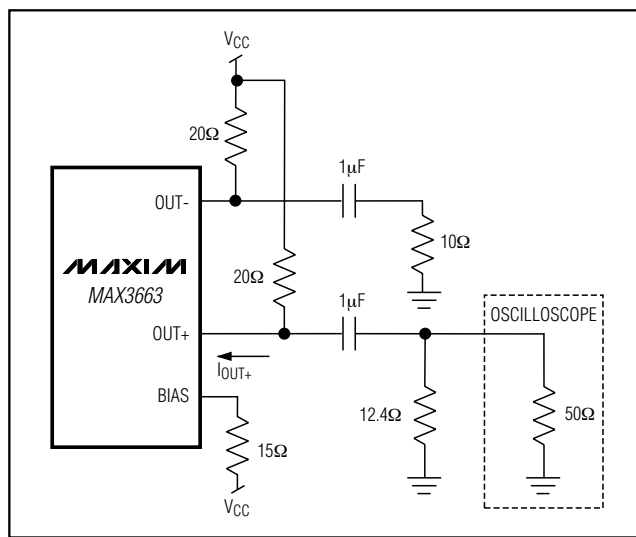 VCC
20Ω
1μF
OUT-
10Ω
MAXIM
MAX3663
20Ω
1μF
OSCILLOSCOPE
OUT+
IOUT+
BIAS
12.4Ω
50Ω
15Ω
VCC